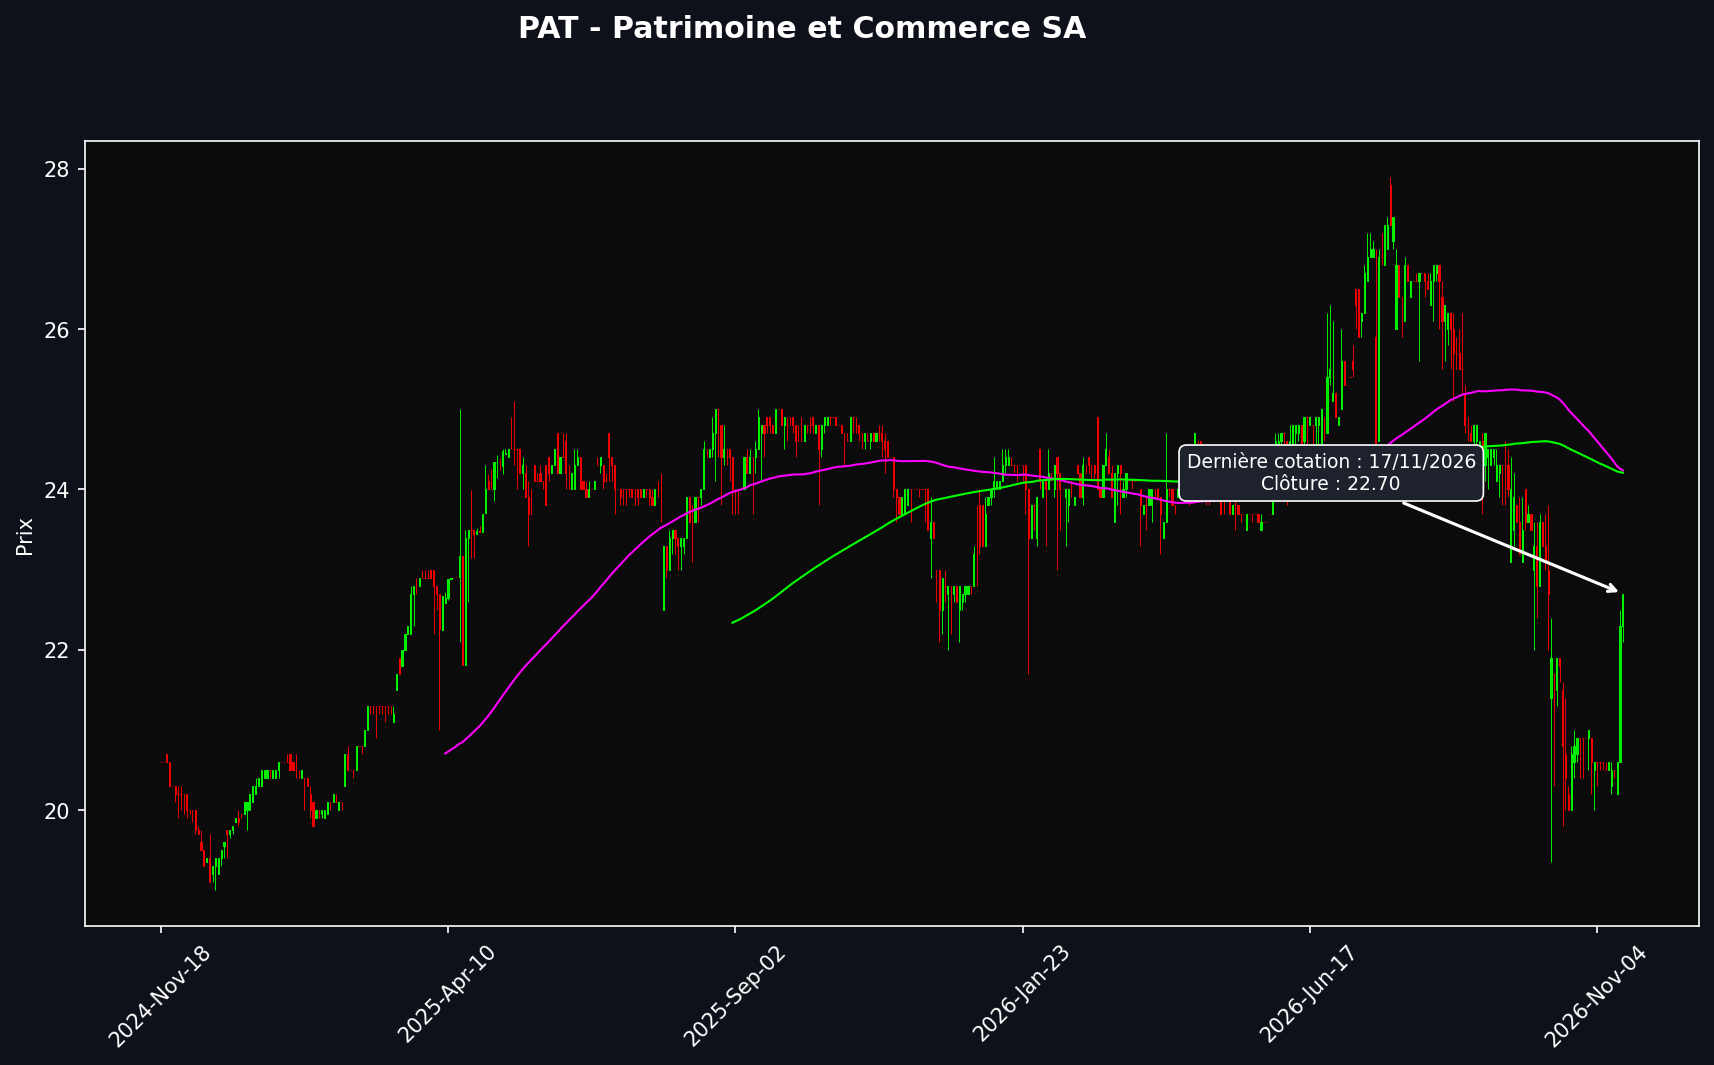 PAT - Patrimoine et Commerce SA
Prix
28
26
24
22
20
Dernière cotation : 17/11/2026
Clôture : 22.70
2024-Nov-18
2025-Apr-10
2025-Sep-02
2026-Jan-23
2026-Jun-17
2026-Nov-04